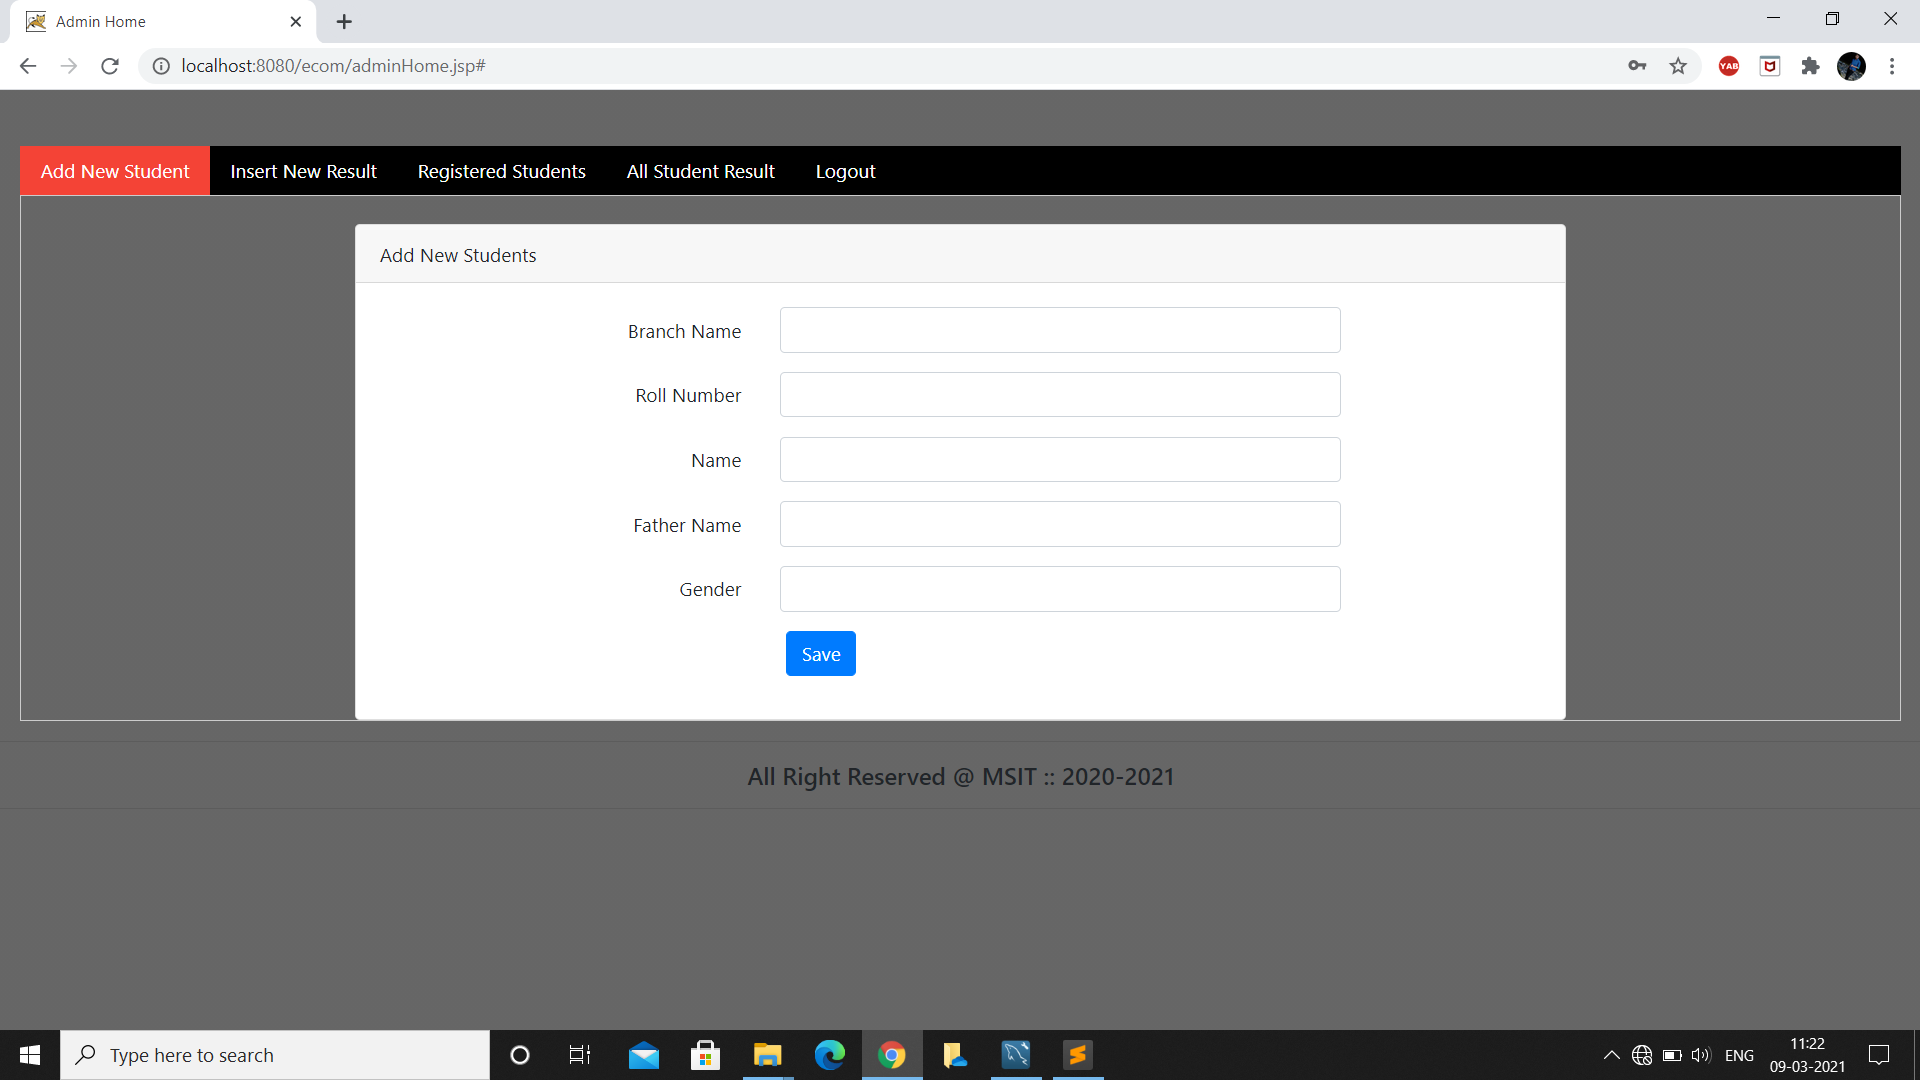 Admin Home
localhost:8080/ecom/adminHome.jsp#
YAB
Add New Student Insert New Result Registered Students All Student Result Logout
Add New Students
Branch Name
Roll Number
Name
Father Name
Gender
Save
All Right Reserved @ MSIT :: 2020-2021
Type here to search
ENG
11:22
09-03-2021